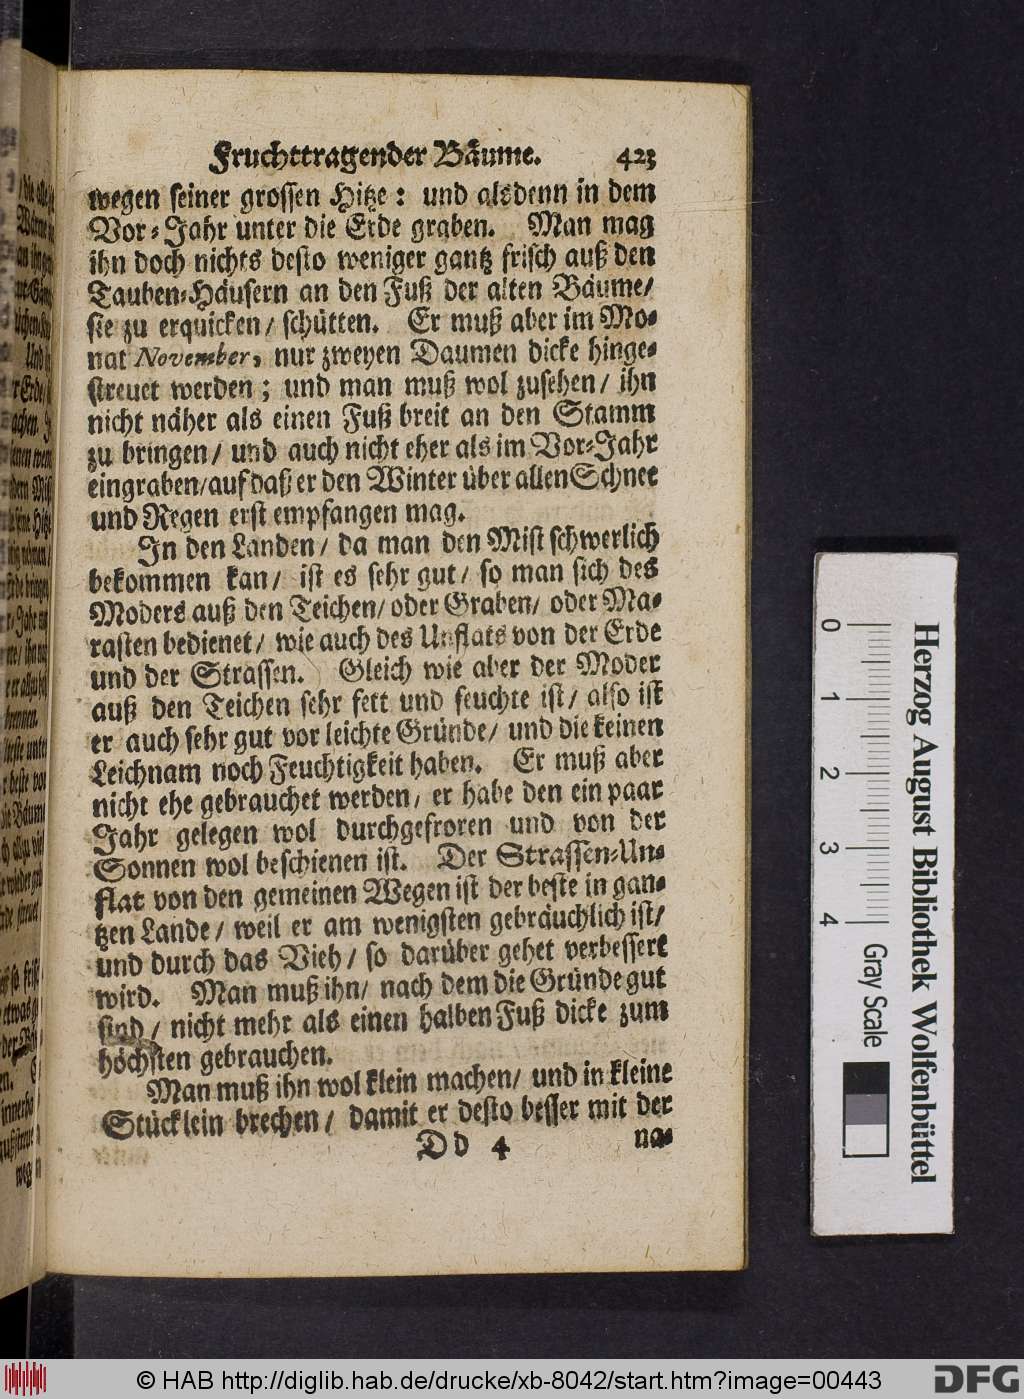 Fruchttragender Bäume. 423
wegen seiner grossen Hitze: und alsdenn in dem
Vor-Jahr unter die Erde graben. Man mag
ihn doch nichts desto weniger gantz frisch auß den
Tauben-Häusern an den Fuß der alten Bäume/
sie zu erquicken/ schütten. Er muß aber im Mo-
nat November, nur zweyen Daumen dicke hinge-
streuet werden; und man muß wol zusehen/ ihn
nicht näher als einen Fuß breit an den Stamm
zu bringen/ und auch nicht eher als im Vor-Jahr
eingraben/auf daß er den Winter über allen Schnee
und Regen erst empfangen mag.
In den Landen/ da man den Mist schwerlich
bekommen kan/ ist es sehr gut/ so man sich des
Moders auß den Teichen/ oder Graben/ oder Ma-
rasten bedienet/ wie auch des Unflats von der Erde
und der Strassen. Gleich wie aber der Moder
auß den Teichen sehr fett und feuchte ist/ also ist
er auch sehr gut vor leichte Gründe/ und die keinen
Leichnam noch Feuchtigkeit haben. Er muß aber
nicht ehe gebrauchet werden, er habe den ein paar
Jahr gelegen wol durchgefroren und von der
Sonnen wol beschienen ist. Der Strassen-Un-
flat von den gemeinen Wegen ist der beste in gan-
tzen Lande/ weil er am wenigsten gebräuchlich ist/
und durch das Vieh/ so darüber gehet verbessert
wird. Man muß ihn/ nach dem die Gründe gut
sind/ nicht mehr als einen halben Fuß dicke zum
höchsten gebrauchen.
Man muß ihn wol klein machen/ und in kleine
Stücklein brechen/ damit er desto besser mit der
Dd 4 na-
Herzog August Bibliothek Wolfenbüttel
0 1 2 3 4
Gray Scale
© HAB http://diglib.hab.de/drucke/xb-8042/start.htm?image=00443
DFG